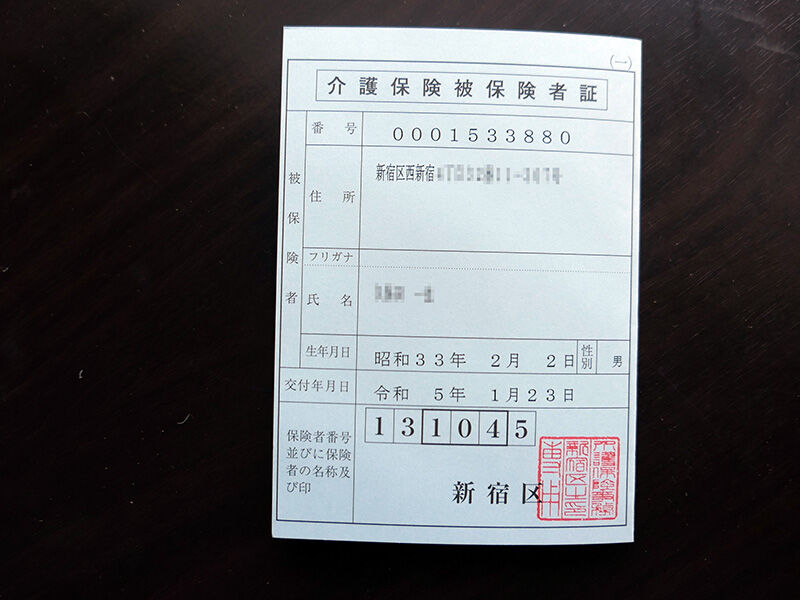 (一)
介護保険被保険者証
被保険者
番号 0001533880
住所 新宿区西新宿
フリガナ
氏名
生年月日 昭和33年 2月 2日 性別 男
交付年月日 令和 5年 1月23日
保険者番号
並びに保険
者の名称及
び印
131045
新宿区